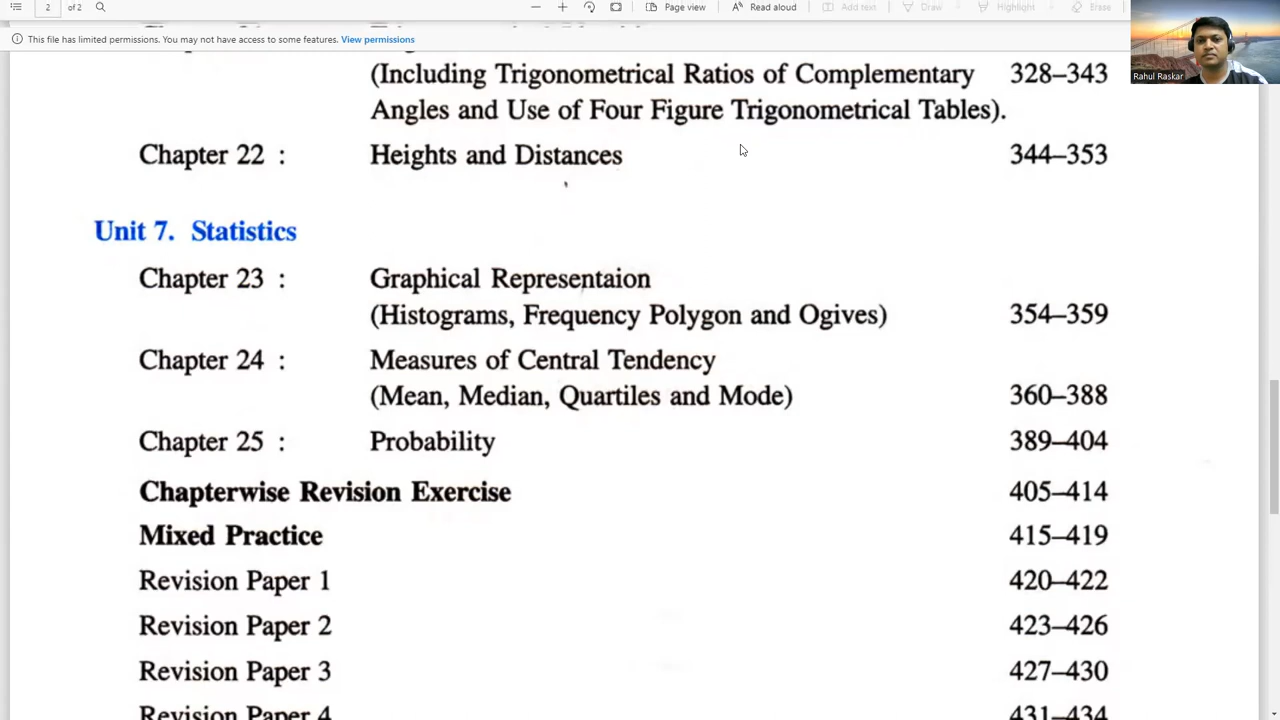 2 of 2 Page view Read aloud Add text Draw Highlight Erase
This file has limited permissions. You may not have access to some features. View permissions
Rahul Raskar
(Including Trigonometrical Ratios of Complementary 328–343
Angles and Use of Four Figure Trigonometrical Tables).
Chapter 22 : Heights and Distances 344–353
Unit 7. Statistics
Chapter 23 : Graphical Representaion
(Histograms, Frequency Polygon and Ogives) 354–359
Chapter 24 : Measures of Central Tendency
(Mean, Median, Quartiles and Mode) 360–388
Chapter 25 : Probability 389–404
Chapterwise Revision Exercise 405–414
Mixed Practice 415–419
Revision Paper 1 420–422
Revision Paper 2 423–426
Revision Paper 3 427–430
Revision Paper 4 431–434